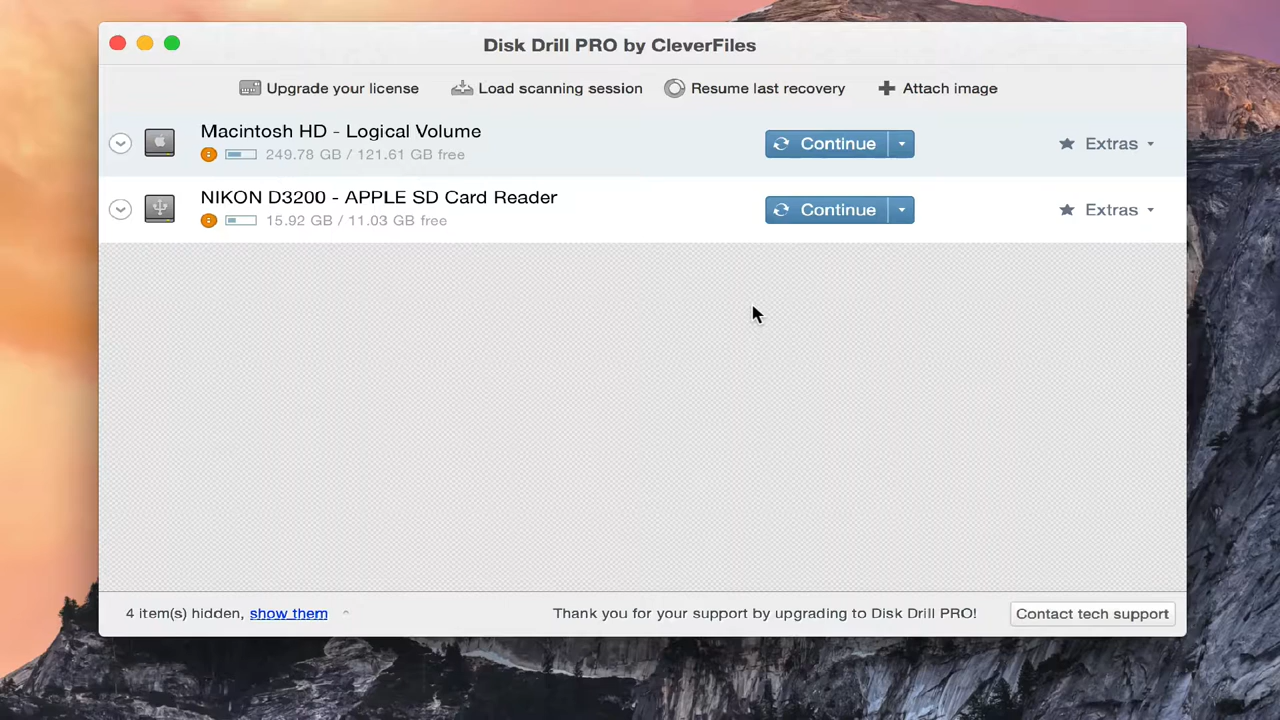 Disk Drill PRO by CleverFiles
Upgrade your license Load scanning session Resume last recovery Attach image
Macintosh HD - Logical Volume
249.78 GB / 121.61 GB free
Continue
Extras
NIKON D3200 - APPLE SD Card Reader
15.92 GB / 11.03 GB free
Continue
Extras
4 item(s) hidden, show them Thank you for your support by upgrading to Disk Drill PRO! Contact tech support